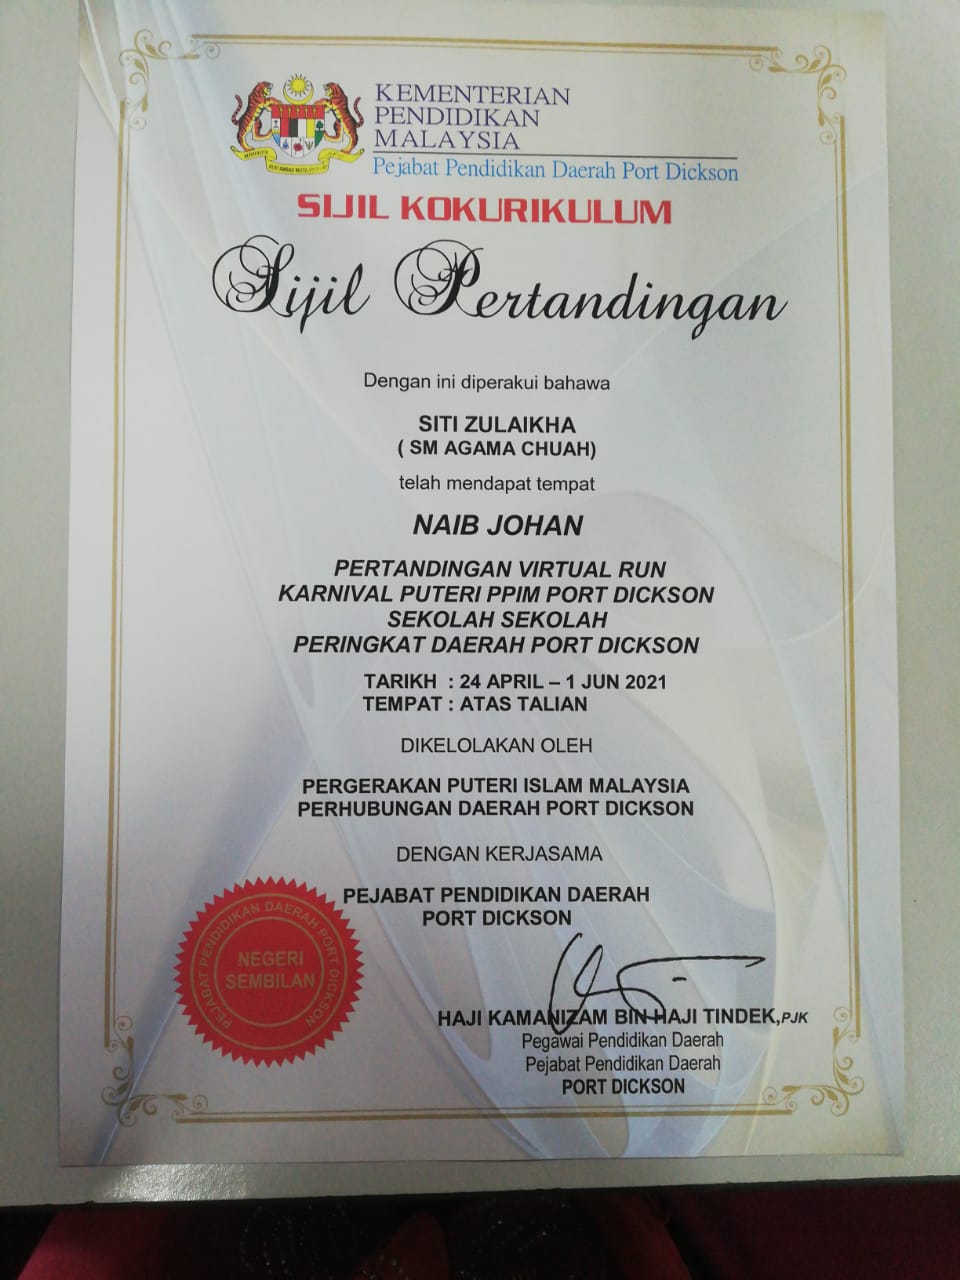 KEMENTERIAN
PENDIDIKAN
MALAYSIA
Pejabat Pendidikan Daerah Port Dickson
SIJIL KOKURIKULUM
Sijil Pertandingan
Dengan ini diperakui bahawa
SITI ZULAIKHA
( SM AGAMA CHUAH)
telah mendapat tempat
NAIB JOHAN
PERTANDINGAN VIRTUAL RUN
KARNIVAL PUTERI PPIM PORT DICKSON
SEKOLAH SEKOLAH
PERINGKAT DAERAH PORT DICKSON
TARIKH : 24 APRIL – 1 JUN 2021
TEMPAT : ATAS TALIAN
DIKELOLAKAN OLEH
PERGERAKAN PUTERI ISLAM MALAYSIA
PERHUBUNGAN DAERAH PORT DICKSON
DENGAN KERJASAMA
PEJABAT PENDIDIKAN DAERAH
PORT DICKSON
PEJABAT PENDIDIKAN DAERAH PORT DICKSON
NEGERI
SEMBILAN
HAJI KAMANIZAM BIN HAJI TINDEK,PJK
Pegawai Pendidikan Daerah
Pejabat Pendidikan Daerah
PORT DICKSON